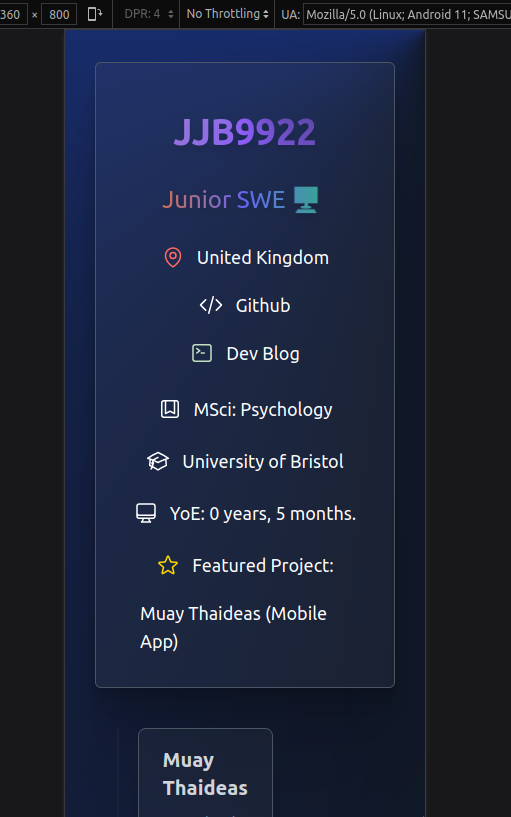 360 × 800 DPR: 4 No Throttling UA: Mozilla/5.0 (Linux; Android 11; SAMSU
JJB9922
Junior SWE
United Kingdom
Github
Dev Blog
MSci: Psychology
University of Bristol
YoE: 0 years, 5 months.
Featured Project:
Muay Thaideas (Mobile
App)
Muay
Thaideas